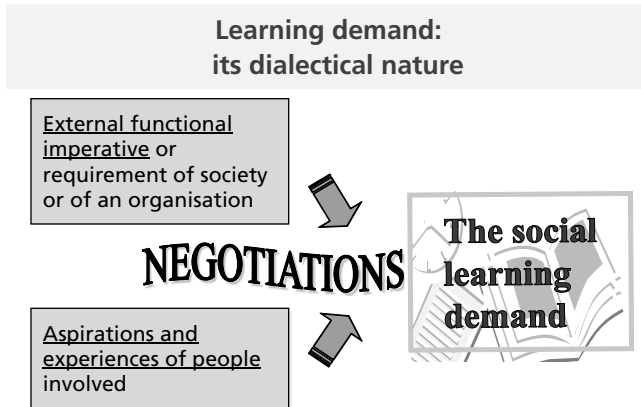 Learning demand:
its dialectical nature
External functional
imperative or
requirement of society
or of an organisation
NEGOTIATIONS
The social
learning
demand
Aspirations and
experiences of people
involved